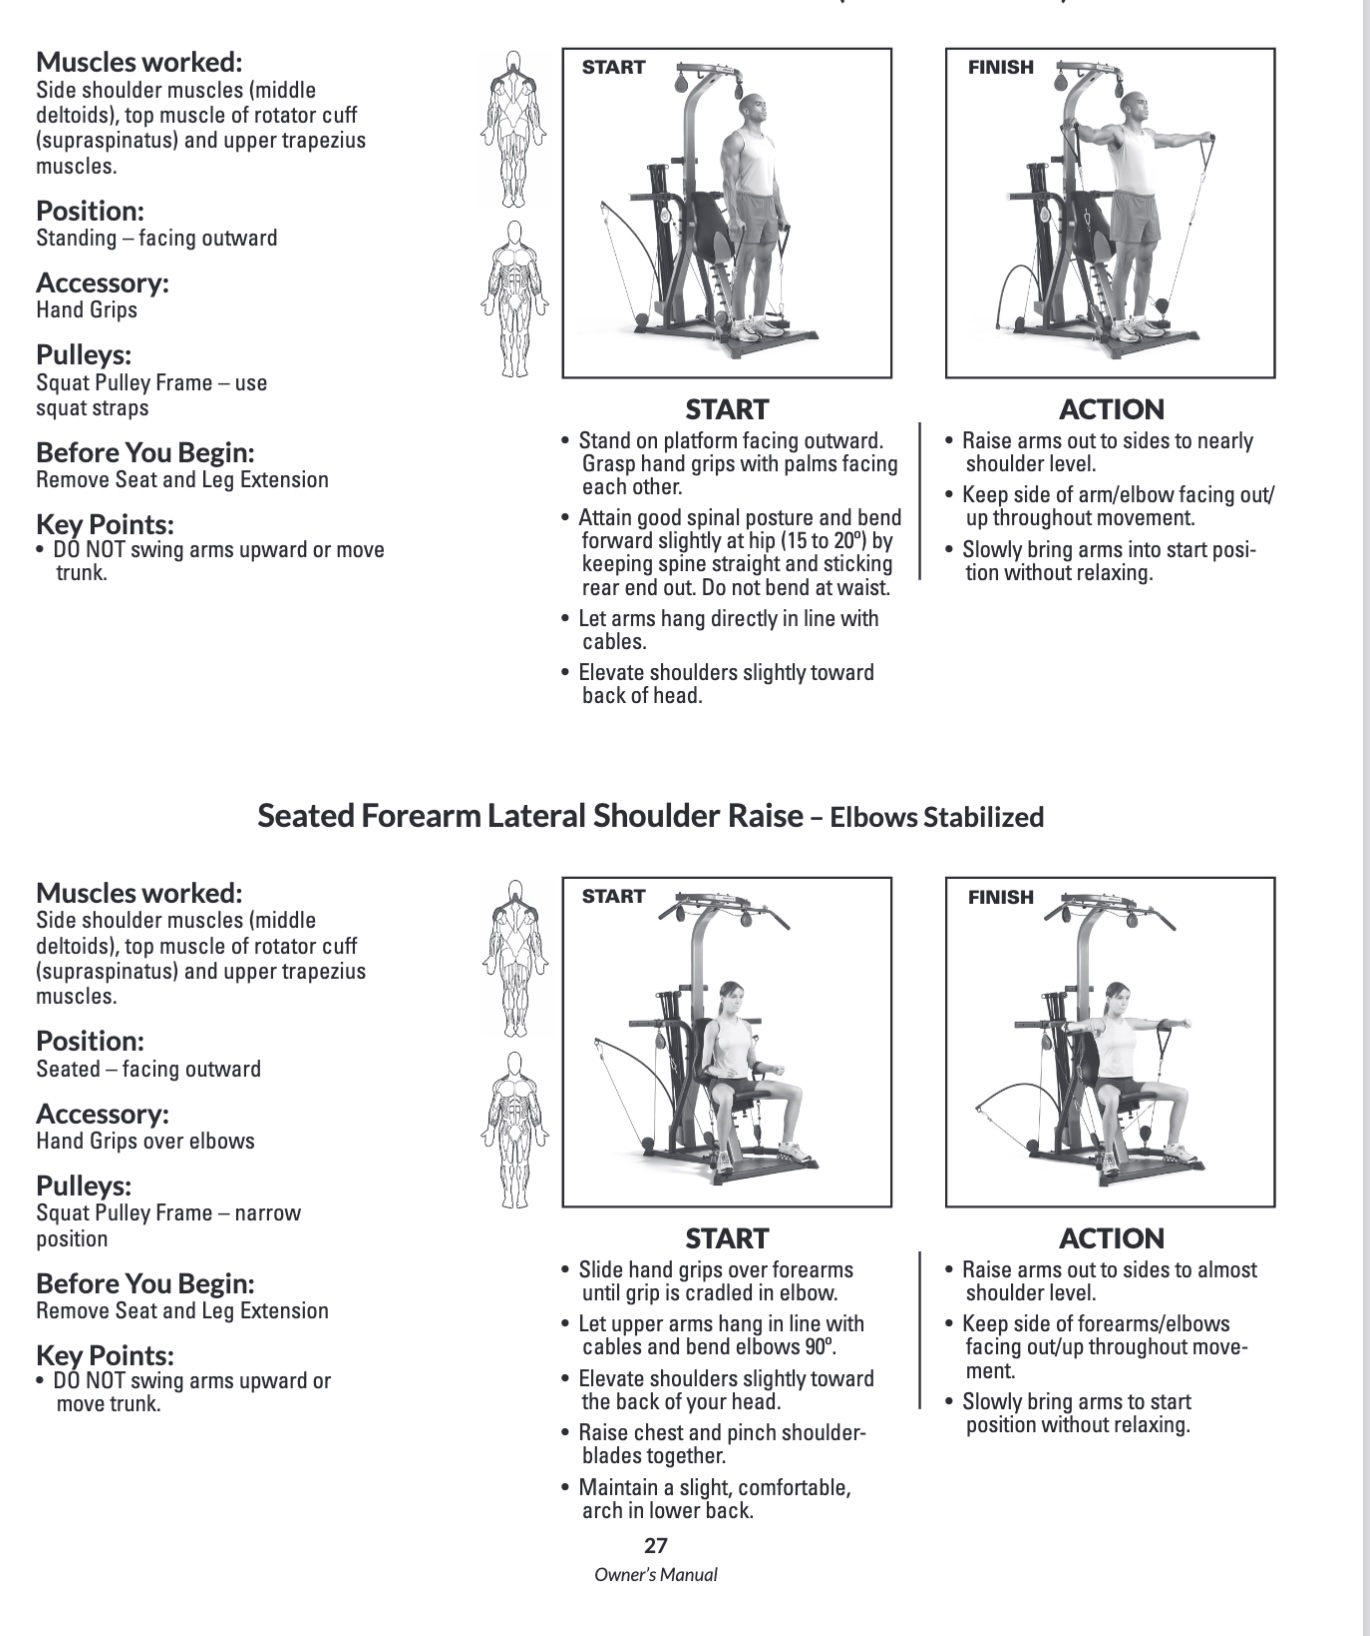 Muscles worked:
Side shoulder muscles (middle
deltoids), top muscle of rotator cuff
(supraspinatus) and upper trapezius
muscles.
Position:
Standing – facing outward
Accessory:
Hand Grips
Pulleys:
Squat Pulley Frame – use
squat straps
Before You Begin:
Remove Seat and Leg Extension
Key Points:
• DO NOT swing arms upward or move
trunk.
START
FINISH
START
• Stand on platform facing outward.
Grasp hand grips with palms facing
each other.
• Attain good spinal posture and bend
forward slightly at hip (15 to 20º) by
keeping spine straight and sticking
rear end out. Do not bend at waist.
• Let arms hang directly in line with
cables.
• Elevate shoulders slightly toward
back of head.
ACTION
• Raise arms out to sides to nearly
shoulder level.
• Keep side of arm/elbow facing out/
up throughout movement.
• Slowly bring arms into start posi-
tion without relaxing.
Seated Forearm Lateral Shoulder Raise – Elbows Stabilized
Muscles worked:
Side shoulder muscles (middle
deltoids), top muscle of rotator cuff
(supraspinatus) and upper trapezius
muscles.
Position:
Seated – facing outward
Accessory:
Hand Grips over elbows
Pulleys:
Squat Pulley Frame – narrow
position
Before You Begin:
Remove Seat and Leg Extension
Key Points:
• DO NOT swing arms upward or
move trunk.
START
FINISH
START
• Slide hand grips over forearms
until grip is cradled in elbow.
• Let upper arms hang in line with
cables and bend elbows 90º.
• Elevate shoulders slightly toward
the back of your head.
• Raise chest and pinch shoulder-
blades together.
• Maintain a slight, comfortable,
arch in lower back.
ACTION
• Raise arms out to sides to almost
shoulder level.
• Keep side of forearms/elbows
facing out/up throughout move-
ment.
• Slowly bring arms to start
position without relaxing.
27
Owner’s Manual